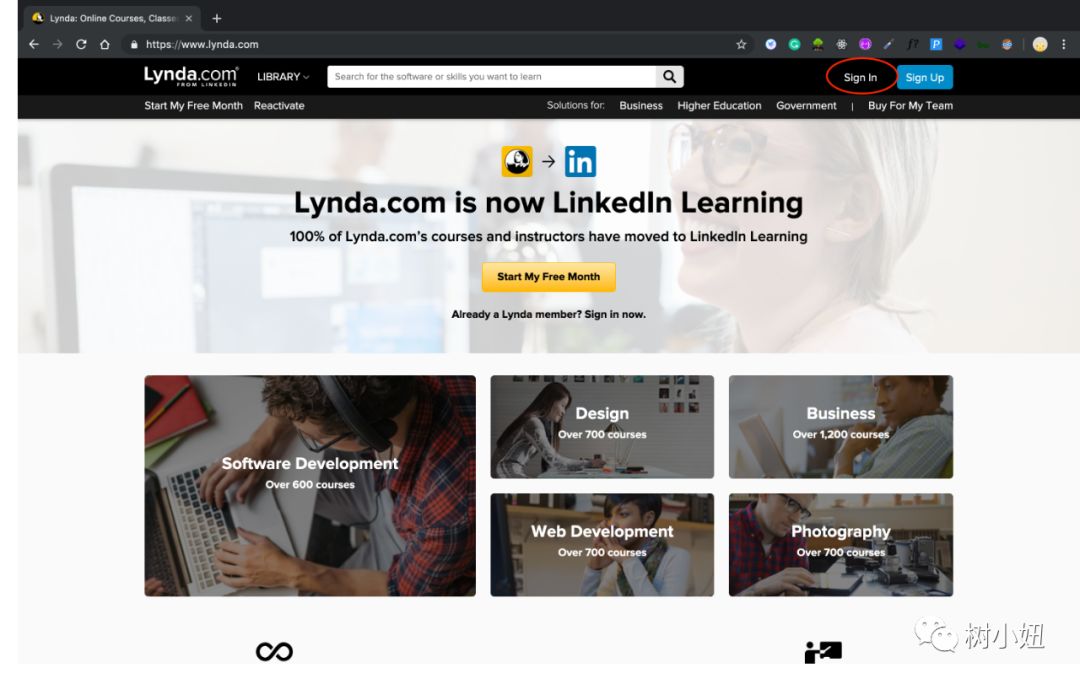 Lynda: Online Courses, Classe
https://www.lynda.com
Lynda.com
FROM LINKEDIN
LIBRARY
Search for the software or skills you want to learn
Sign In
Sign Up
Start My Free Month
Reactivate
Solutions for:
Business
Higher Education
Government
|
Buy For My Team
in
Lynda.com is now LinkedIn Learning
100% of Lynda.com's courses and instructors have moved to LinkedIn Learning
Start My Free Month
Already a Lynda member? Sign in now.
Software Development
Over 600 courses
Design
Over 700 courses
Business
Over 1,200 courses
Web Development
Over 700 courses
Photography
Over 700 courses
树小妞